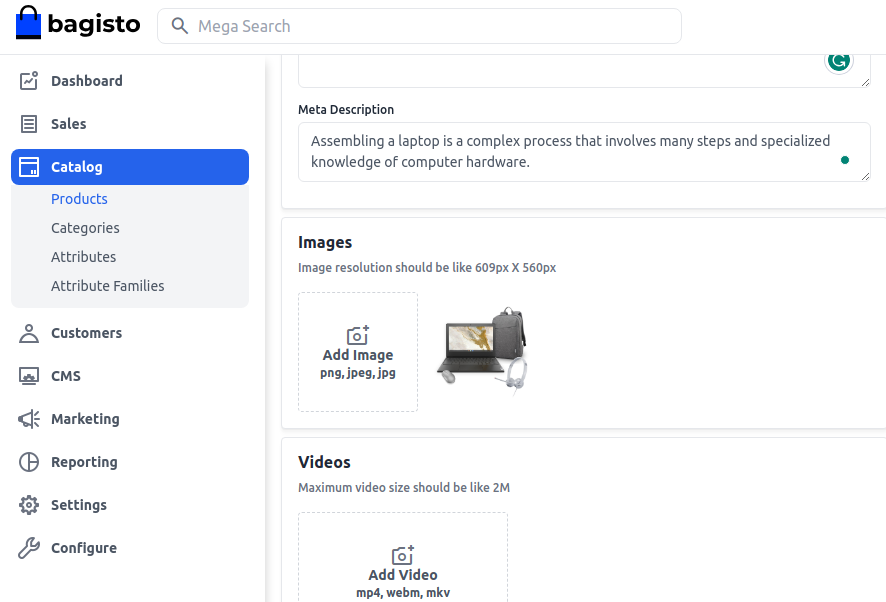 bagisto
Mega Search
Dashboard
Sales
Catalog
Products
Categories
Attributes
Attribute Families
Customers
CMS
Marketing
Reporting
Settings
Configure
Meta Description
Assembling a laptop is a complex process that involves many steps and specialized
knowledge of computer hardware.
Images
Image resolution should be like 609px X 560px
Add Image
png, jpeg, jpg
Videos
Maximum video size should be like 2M
Add Video
mp4, webm, mkv